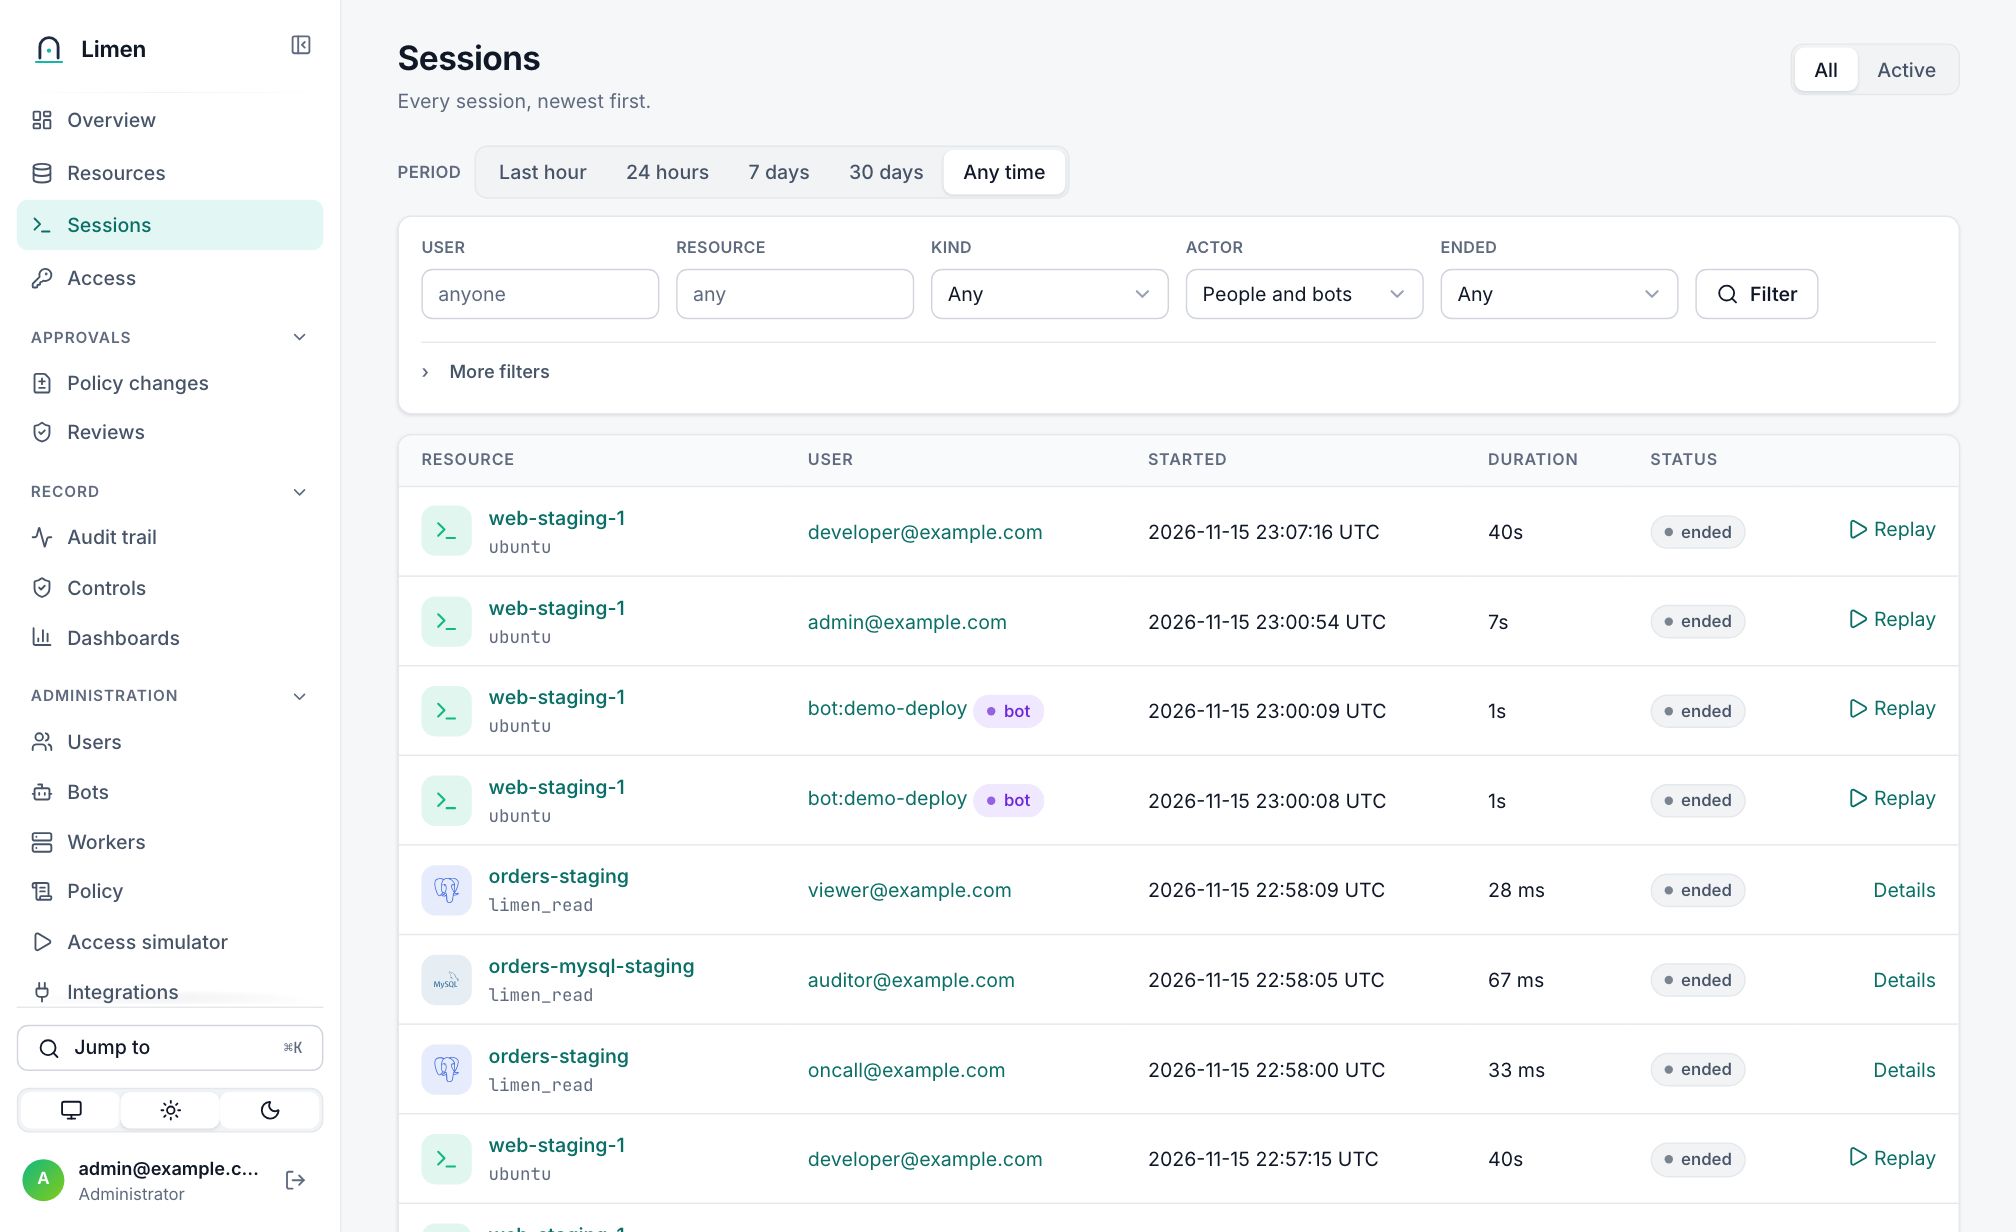 Limen
Overview
Resources
Sessions
Access
APPROVALS
Policy changes
Reviews
RECORD
Audit trail
Controls
Dashboards
ADMINISTRATION
Users
Bots
Workers
Policy
Access simulator
Integrations
Jump to ⌘K
A
admin@example.c...
Administrator
Sessions
Every session, newest first.
All Active
PERIOD Last hour 24 hours 7 days 30 days Any time
USER RESOURCE KIND ACTOR ENDED
anyone any Any People and bots Any Filter
More filters
RESOURCE USER STARTED DURATION STATUS
web-staging-1
ubuntu
developer@example.com 2026-11-15 23:07:16 UTC 40s ended Replay
web-staging-1
ubuntu
admin@example.com 2026-11-15 23:00:54 UTC 7s ended Replay
web-staging-1
ubuntu
bot:demo-deploy bot 2026-11-15 23:00:09 UTC 1s ended Replay
web-staging-1
ubuntu
bot:demo-deploy bot 2026-11-15 23:00:08 UTC 1s ended Replay
orders-staging
limen_read
viewer@example.com 2026-11-15 22:58:09 UTC 28 ms ended Details
MySQL
orders-mysql-staging
limen_read
auditor@example.com 2026-11-15 22:58:05 UTC 67 ms ended Details
orders-staging
limen_read
oncall@example.com 2026-11-15 22:58:00 UTC 33 ms ended Details
web-staging-1
ubuntu
developer@example.com 2026-11-15 22:57:15 UTC 40s ended Replay